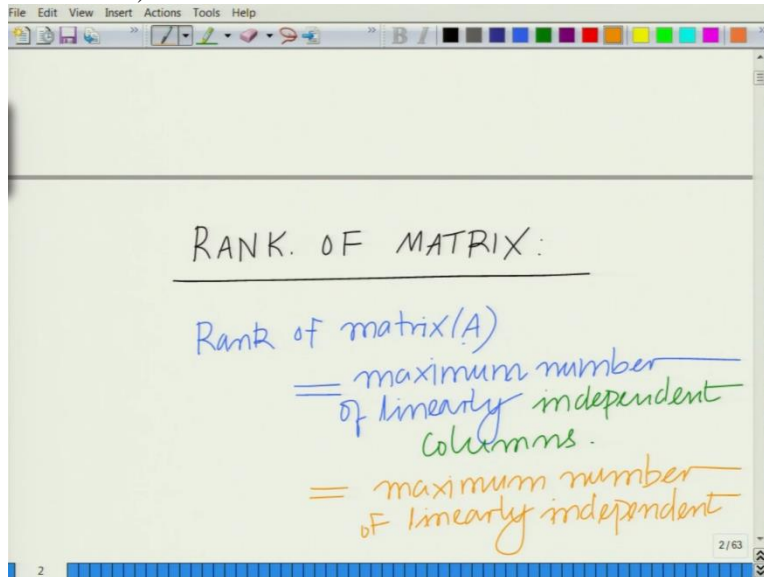 File Edit View Insert Actions Tools Help
B I
RANK. OF MATRIX:
Rank of matrix (A)
= maximum number
of linearly independent
columns.
= maximum number
of linearly independent
2/63
2